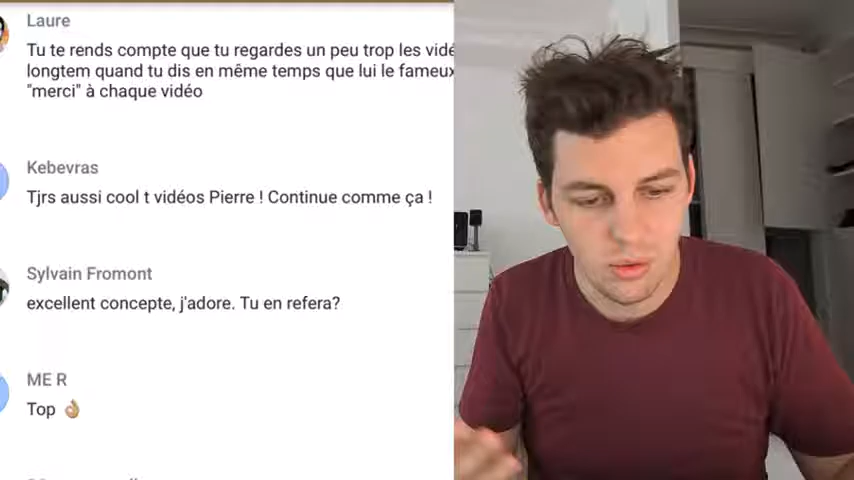 Laure
Tu te rends compte que tu regardes un peu trop les vidé
longtem quand tu dis en même temps que lui le fameux
"merci" à chaque vidéo
Kebevras
Tjrs aussi cool t vidéos Pierre ! Continue comme ça !
Sylvain Fromont
excellent concepte, j'adore. Tu en refera?
ME R
Top 👌🏼